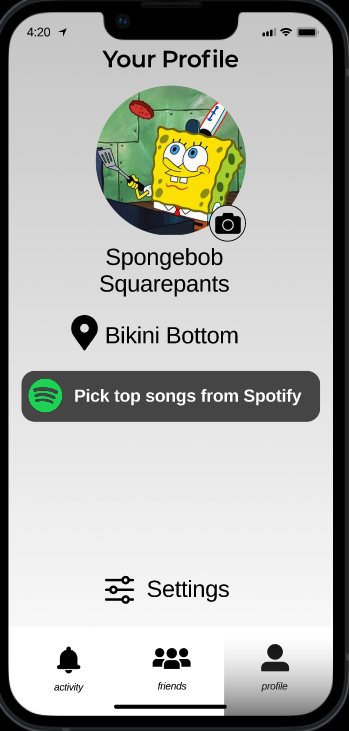 4:20
Your Profile
Spongebob
Squarepants
Bikini Bottom
Pick top songs from Spotify
Settings
activity
friends
profile